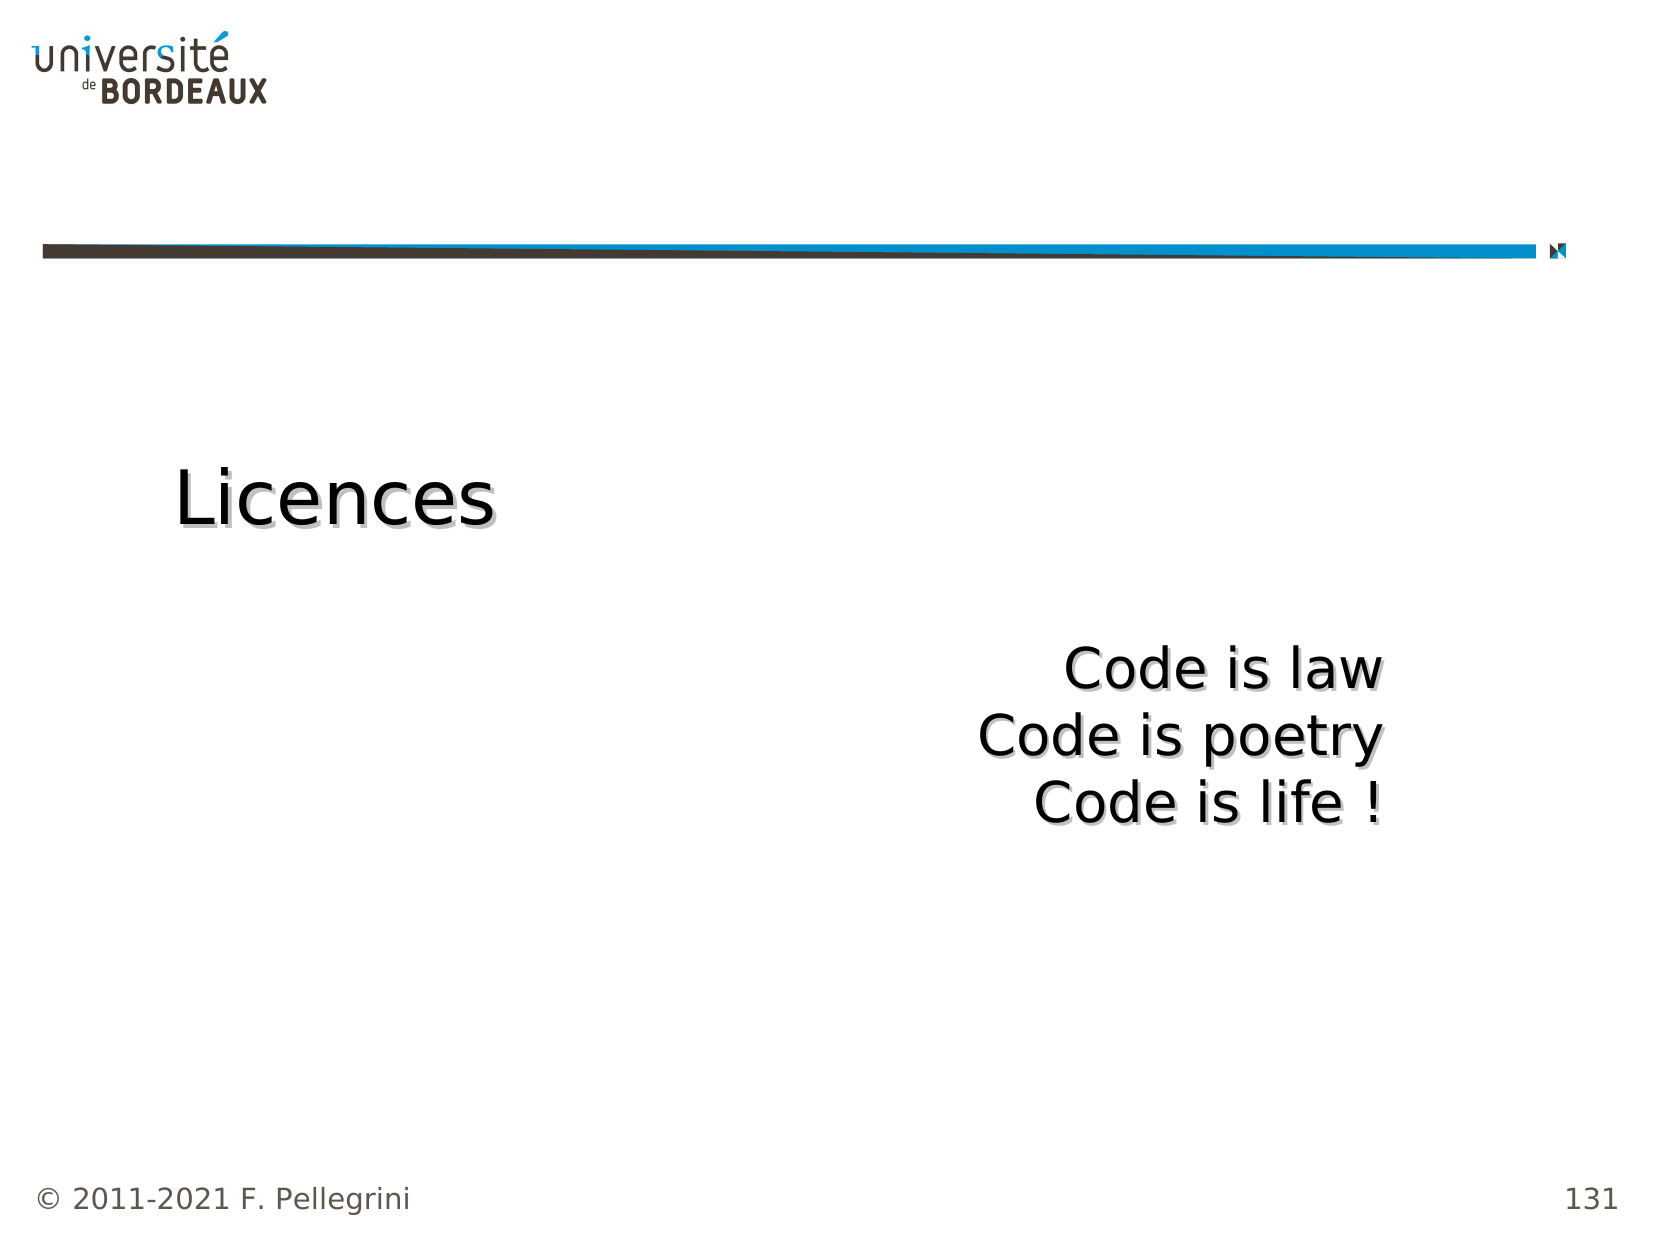 université
de BORDEAUX
Licences
Code is law
Code is poetry
Code is life !
© 2011-2021 F. Pellegrini
131